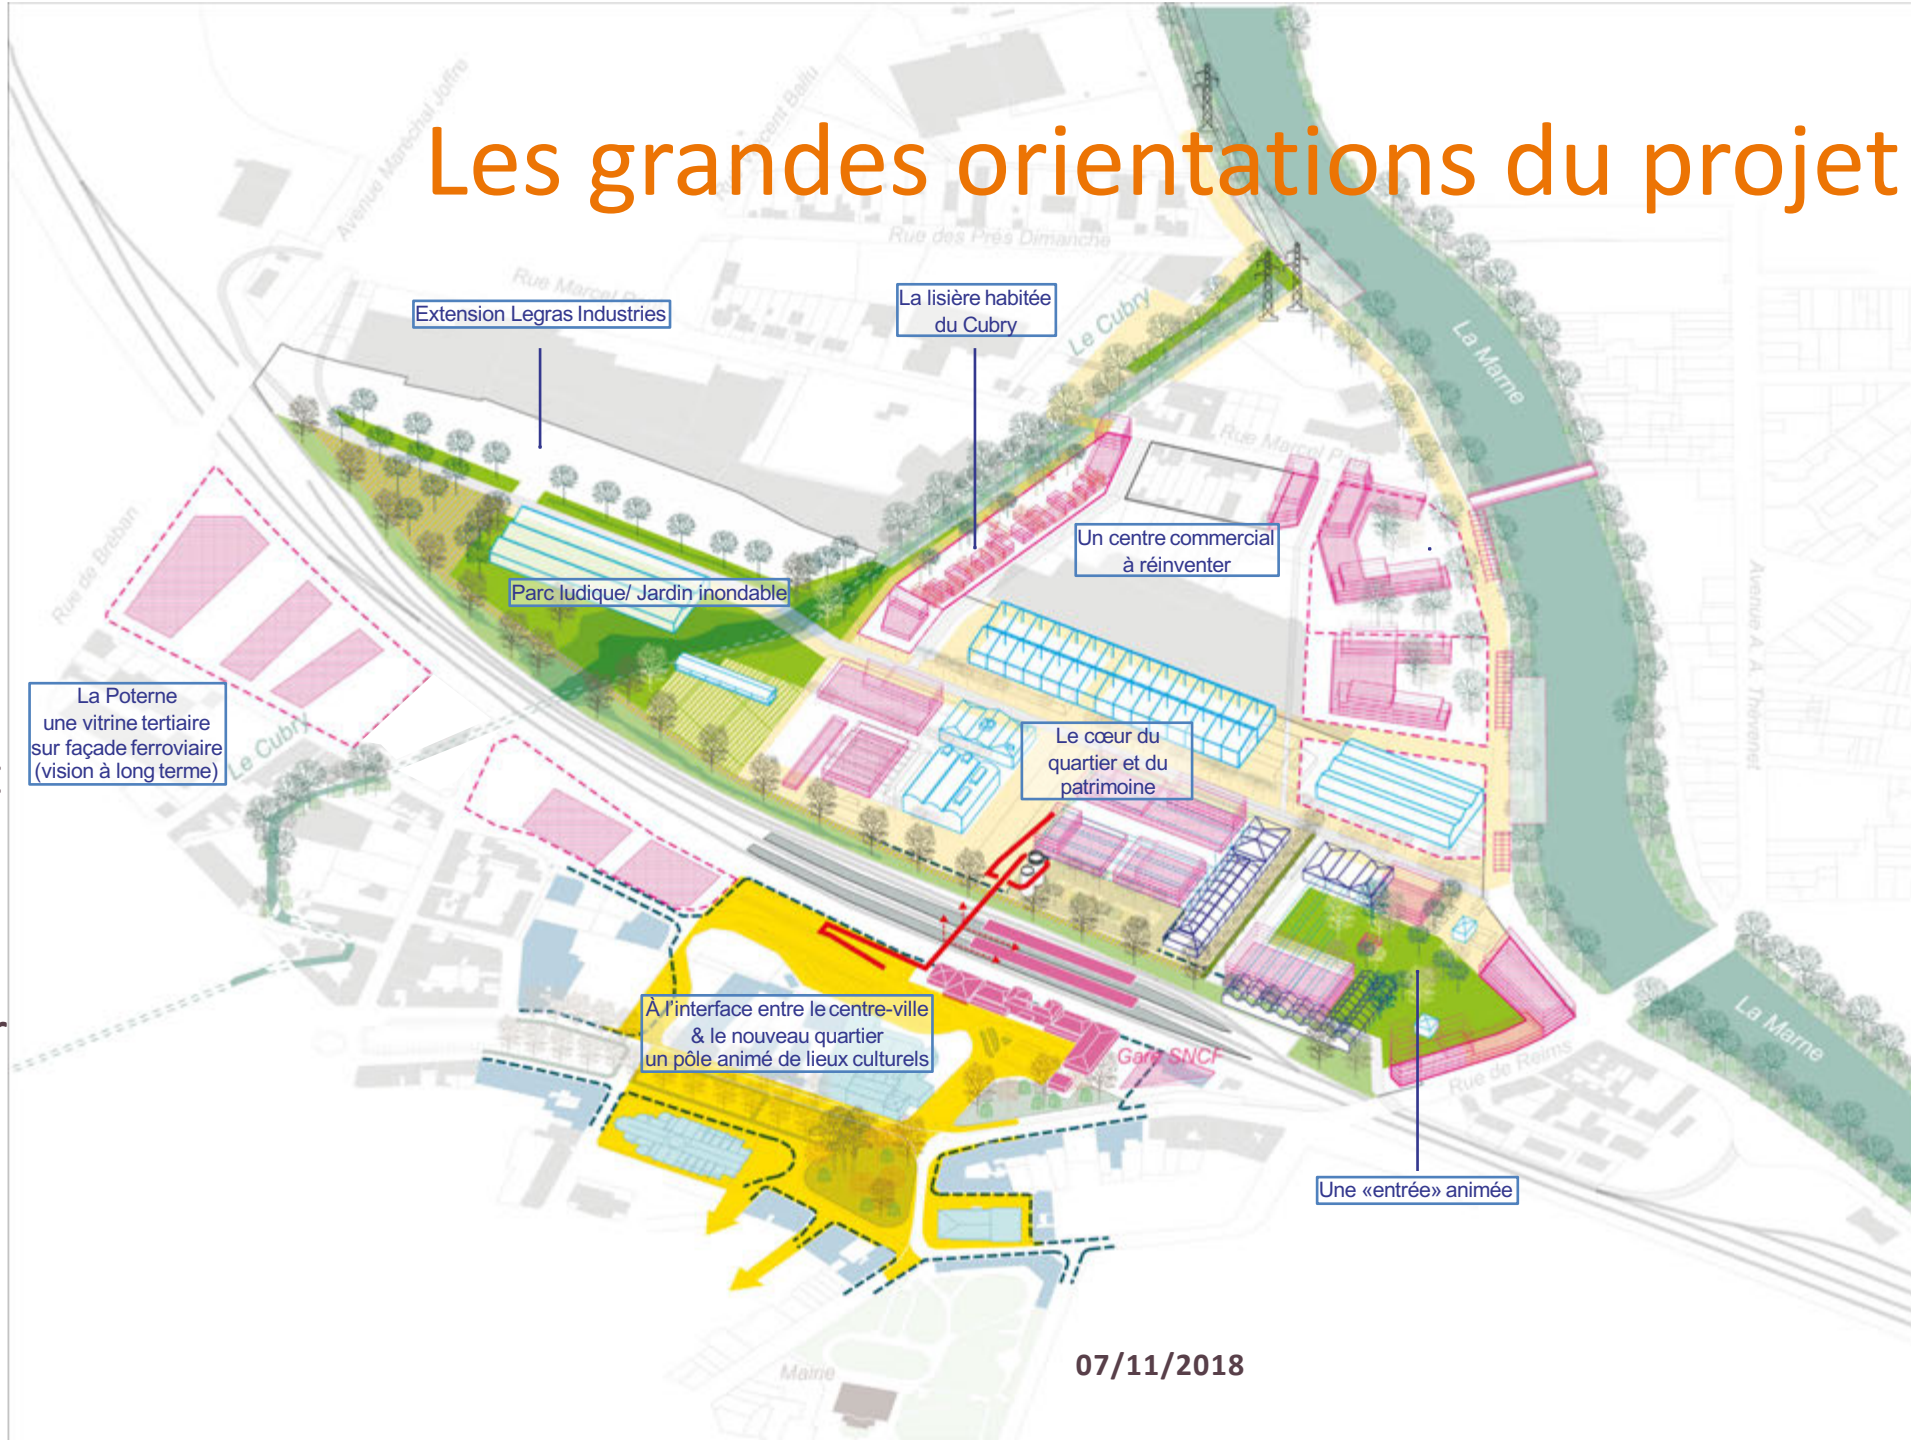 Les grandes orientations du projet
Avenue Maréchal Joffre
Rue des Prés Dimanche
Rue Marcel
Extension Legras Industries
La lisière habitée
du Cubry
Le Cubry
La Marne
Rue Marcel
Un centre commercial
à réinventer
Rue de Bréban
Parc ludique/ Jardin inondable
Avenue A. A. Thévenet
La Poterne
une vitrine tertiaire
sur façade ferroviaire
(vision à long terme)
Le Cubry
Le cœur du
quartier et du
patrimoine
À l'interface entre le centre-ville
& le nouveau quartier
un pôle animé de lieux culturels
Gare SNCF
Rue de Reims
La Marne
Une «entrée» animée
Mairie
07/11/2018